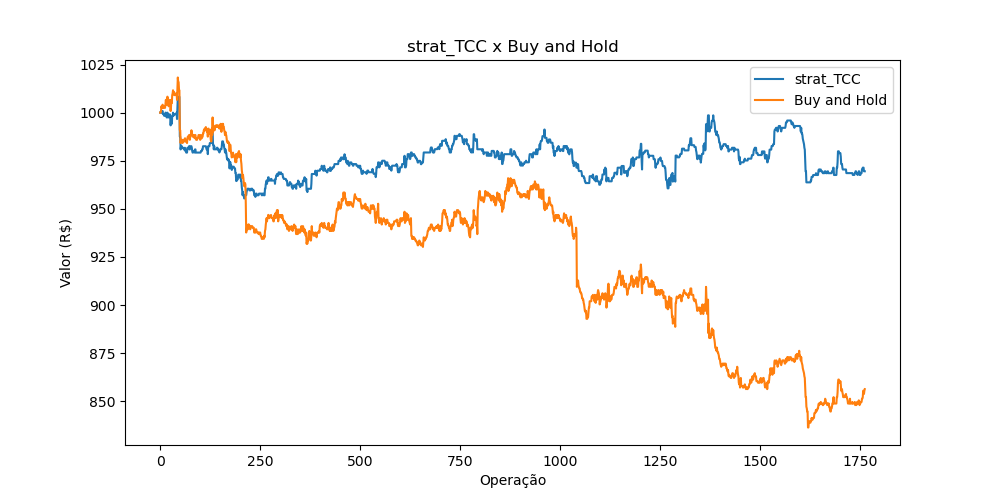 strat_TCC x Buy and Hold
strat_TCC
Buy and Hold
Valor (R$)
1025
1000
975
950
925
900
875
850
0 250 500 750 1000 1250 1500 1750
Operação